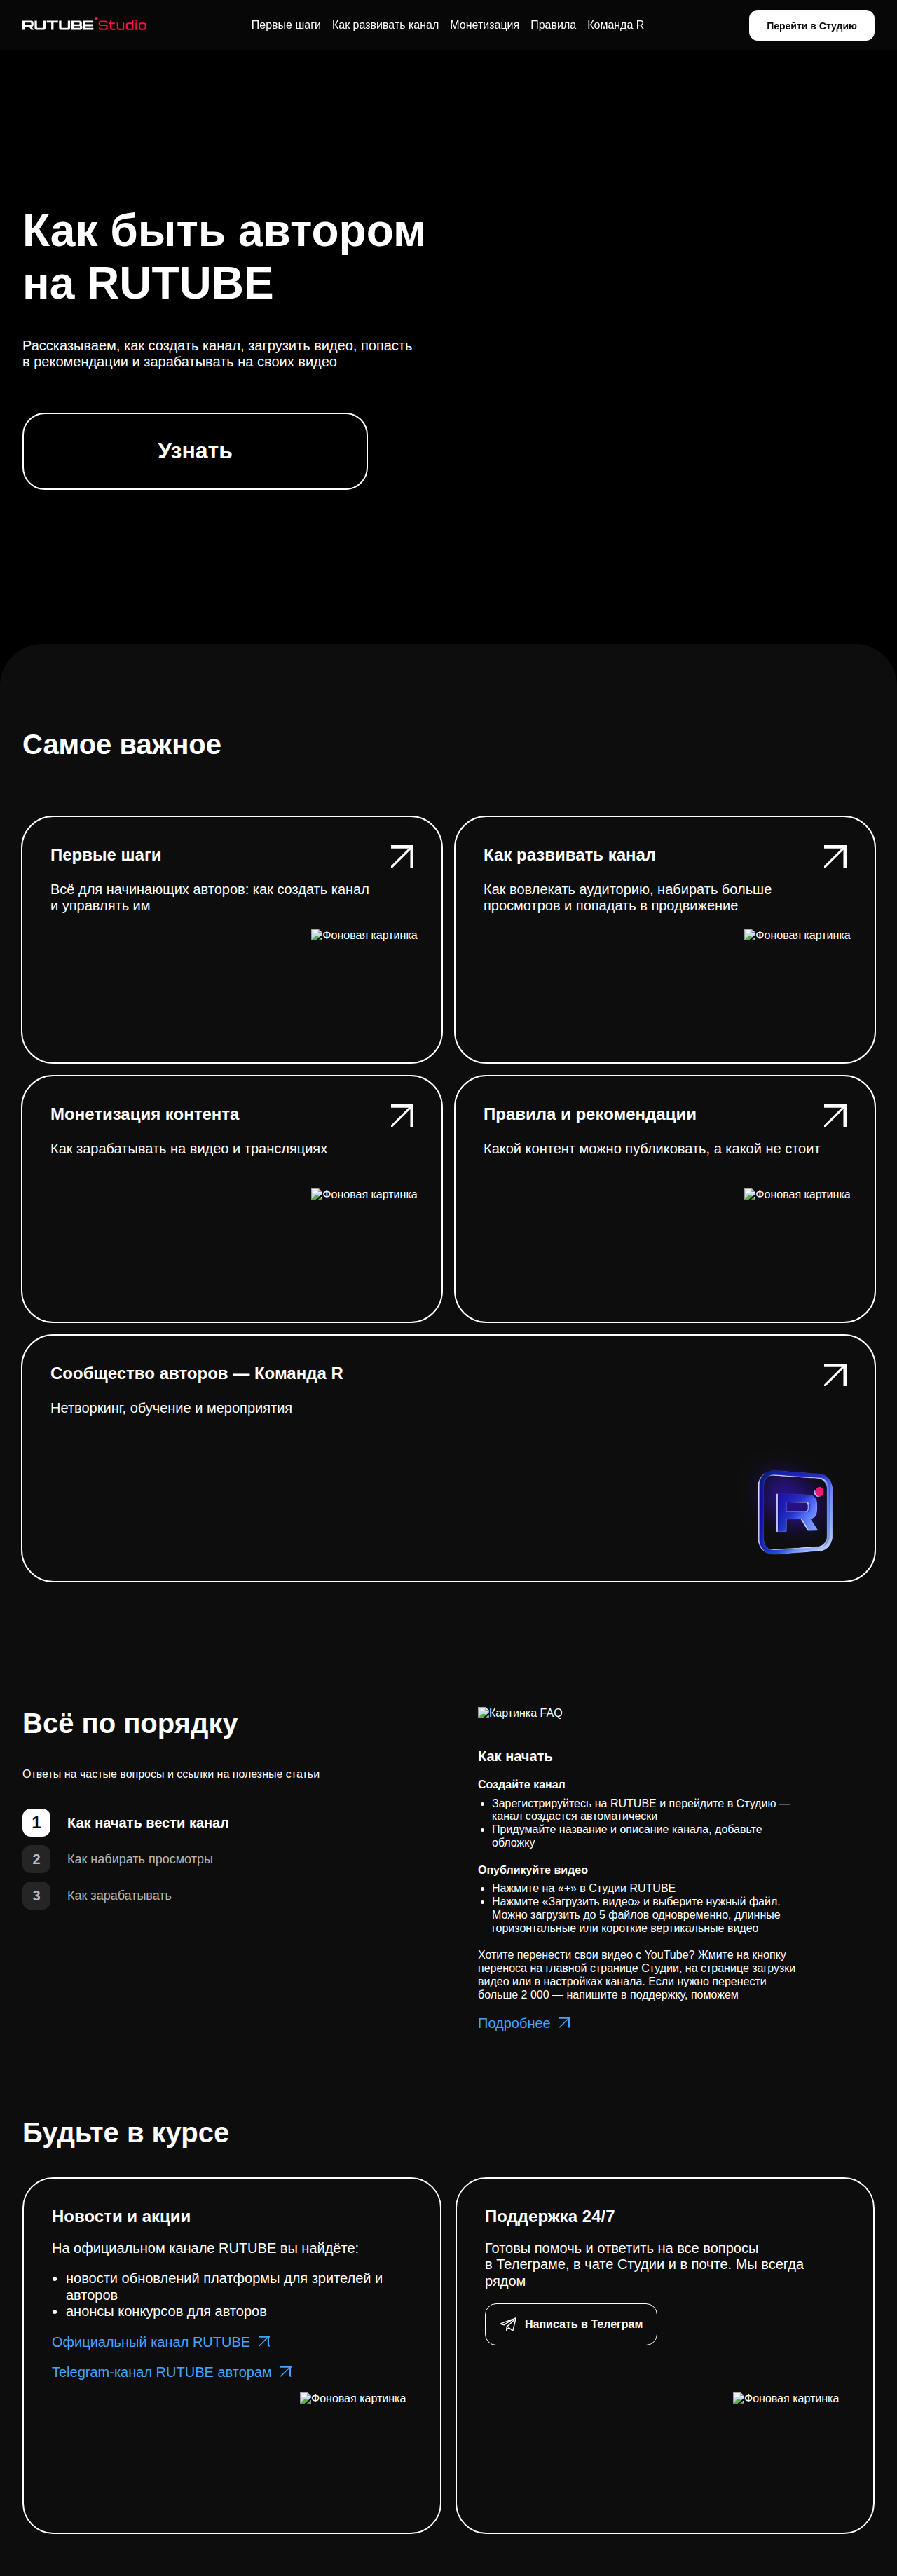 RUTUBE Studio
Первые шаги Как развивать канал Монетизация Правила Команда R
Перейти в Студию
Как быть автором
на RUTUBE
Рассказываем, как создать канал, загрузить видео, попасть
в рекомендации и зарабатывать на своих видео
Узнать
Самое важное
Первые шаги
Всё для начинающих авторов: как создать канал
и управлять им
Фоновая картинка
Как развивать канал
Как вовлекать аудиторию, набирать больше
просмотров и попадать в продвижение
Фоновая картинка
Монетизация контента
Как зарабатывать на видео и трансляциях
Фоновая картинка
Правила и рекомендации
Какой контент можно публиковать, а какой не стоит
Фоновая картинка
Сообщество авторов — Команда R
Нетворкинг, обучение и мероприятия
R
Всё по порядку
Ответы на частые вопросы и ссылки на полезные статьи
1 Как начать вести канал
2 Как набирать просмотры
3 Как зарабатывать
Картинка FAQ
Как начать
Создайте канал
• Зарегистрируйтесь на RUTUBE и перейдите в Студию —
канал создастся автоматически
• Придумайте название и описание канала, добавьте
обложку
Опубликуйте видео
• Нажмите на «+» в Студии RUTUBE
• Нажмите «Загрузить видео» и выберите нужный файл.
Можно загрузить до 5 файлов одновременно, длинные
горизонтальные или короткие вертикальные видео
Хотите перенести свои видео с YouTube? Жмите на кнопку
переноса на главной странице Студии, на странице загрузки
видео или в настройках канала. Если нужно перенести
больше 2 000 — напишите в поддержку, поможем
Подробнее
Будьте в курсе
Новости и акции
На официальном канале RUTUBE вы найдёте:
• новости обновлений платформы для зрителей и
авторов
• анонсы конкурсов для авторов
Официальный канал RUTUBE
Telegram-канал RUTUBE авторам
Фоновая картинка
Поддержка 24/7
Готовы помочь и ответить на все вопросы
в Телеграме, в чате Студии и в почте. Мы всегда
рядом
Написать в Телеграм
Фоновая картинка